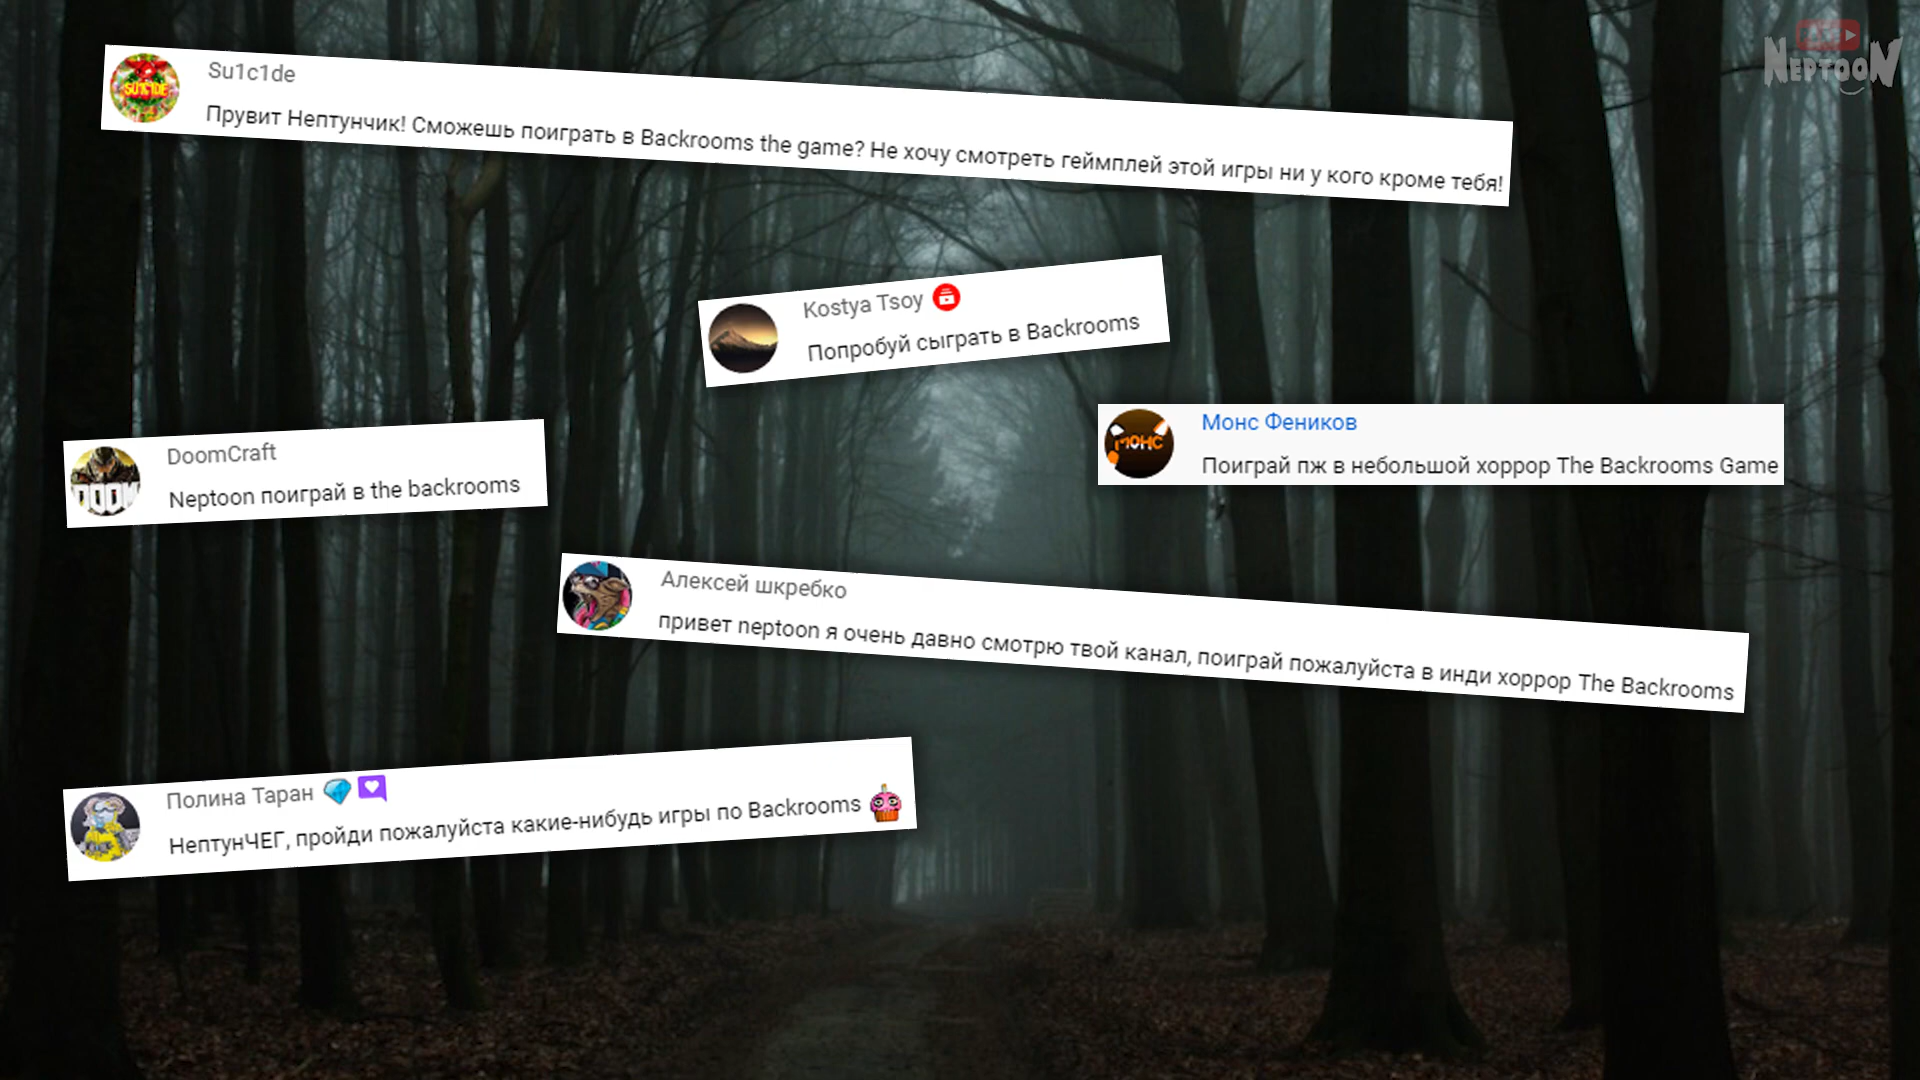 NEPTOON
Su1c1de
Прувит Нептунчик! Сможешь поиграть в Backrooms the game? Не хочу смотреть геймплей этой игры ни у кого кроме тебя!
Kostya Tsoy
Попробуй сыграть в Backrooms
МОНС
Монс Феников
Поиграй пж в небольшой хоррор The Backrooms Game
DOOM
DoomCraft
Neptoon поиграй в the backrooms
Алексей шкребко
привет neptoon я очень давно смотрю твой канал, поиграй пожалуйста в инди хоррор The Backrooms
Полина Таран
НептунЧЕГ, пройди пожалуйста какие-нибудь игры по Backrooms